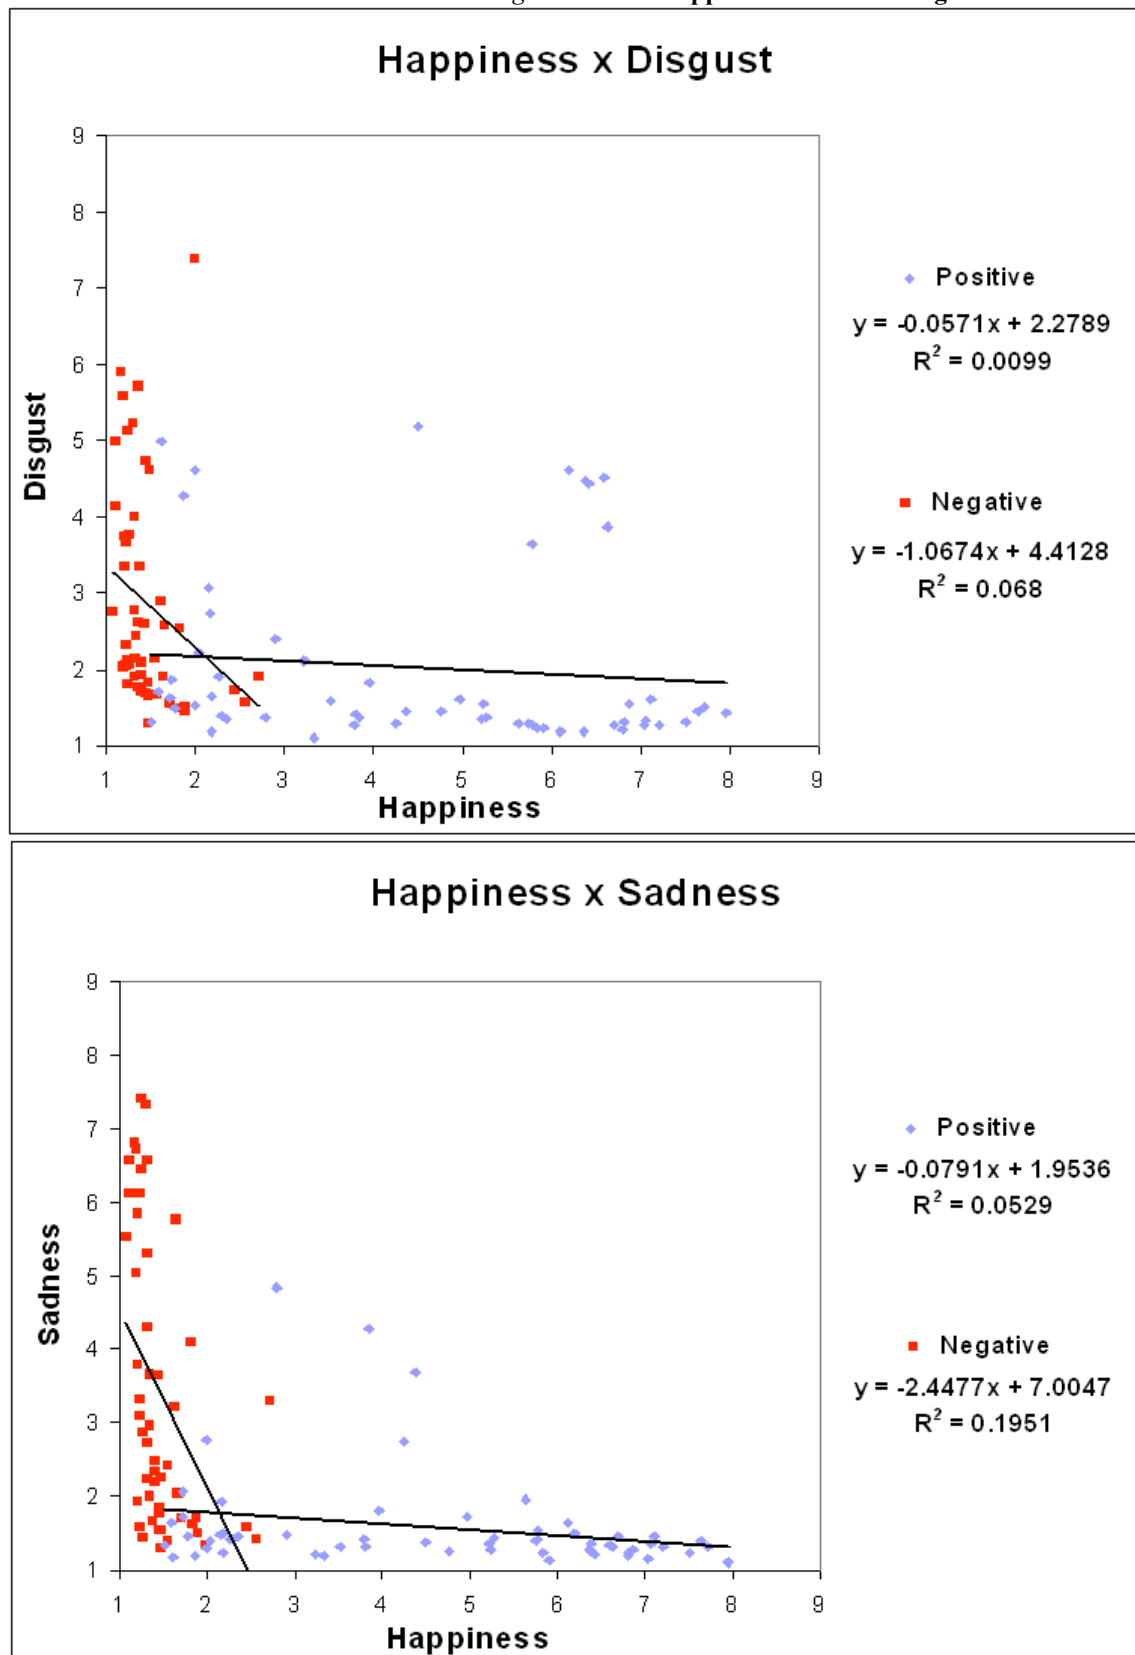 Happiness x Disgust
9
8
7
6
5
4
3
2
1
Disgust
1 2 3 4 5 6 7 8 9
Happiness
Positive
y = -0.0571x + 2.2789
R² = 0.0099
Negative
y = -1.0674x + 4.4128
R² = 0.068
Happiness x Sadness
9
8
7
6
5
4
3
2
1
Sadness
1 2 3 4 5 6 7 8 9
Happiness
Positive
y = -0.0791x + 1.9536
R² = 0.0529
Negative
y = -2.4477x + 7.0047
R² = 0.1951